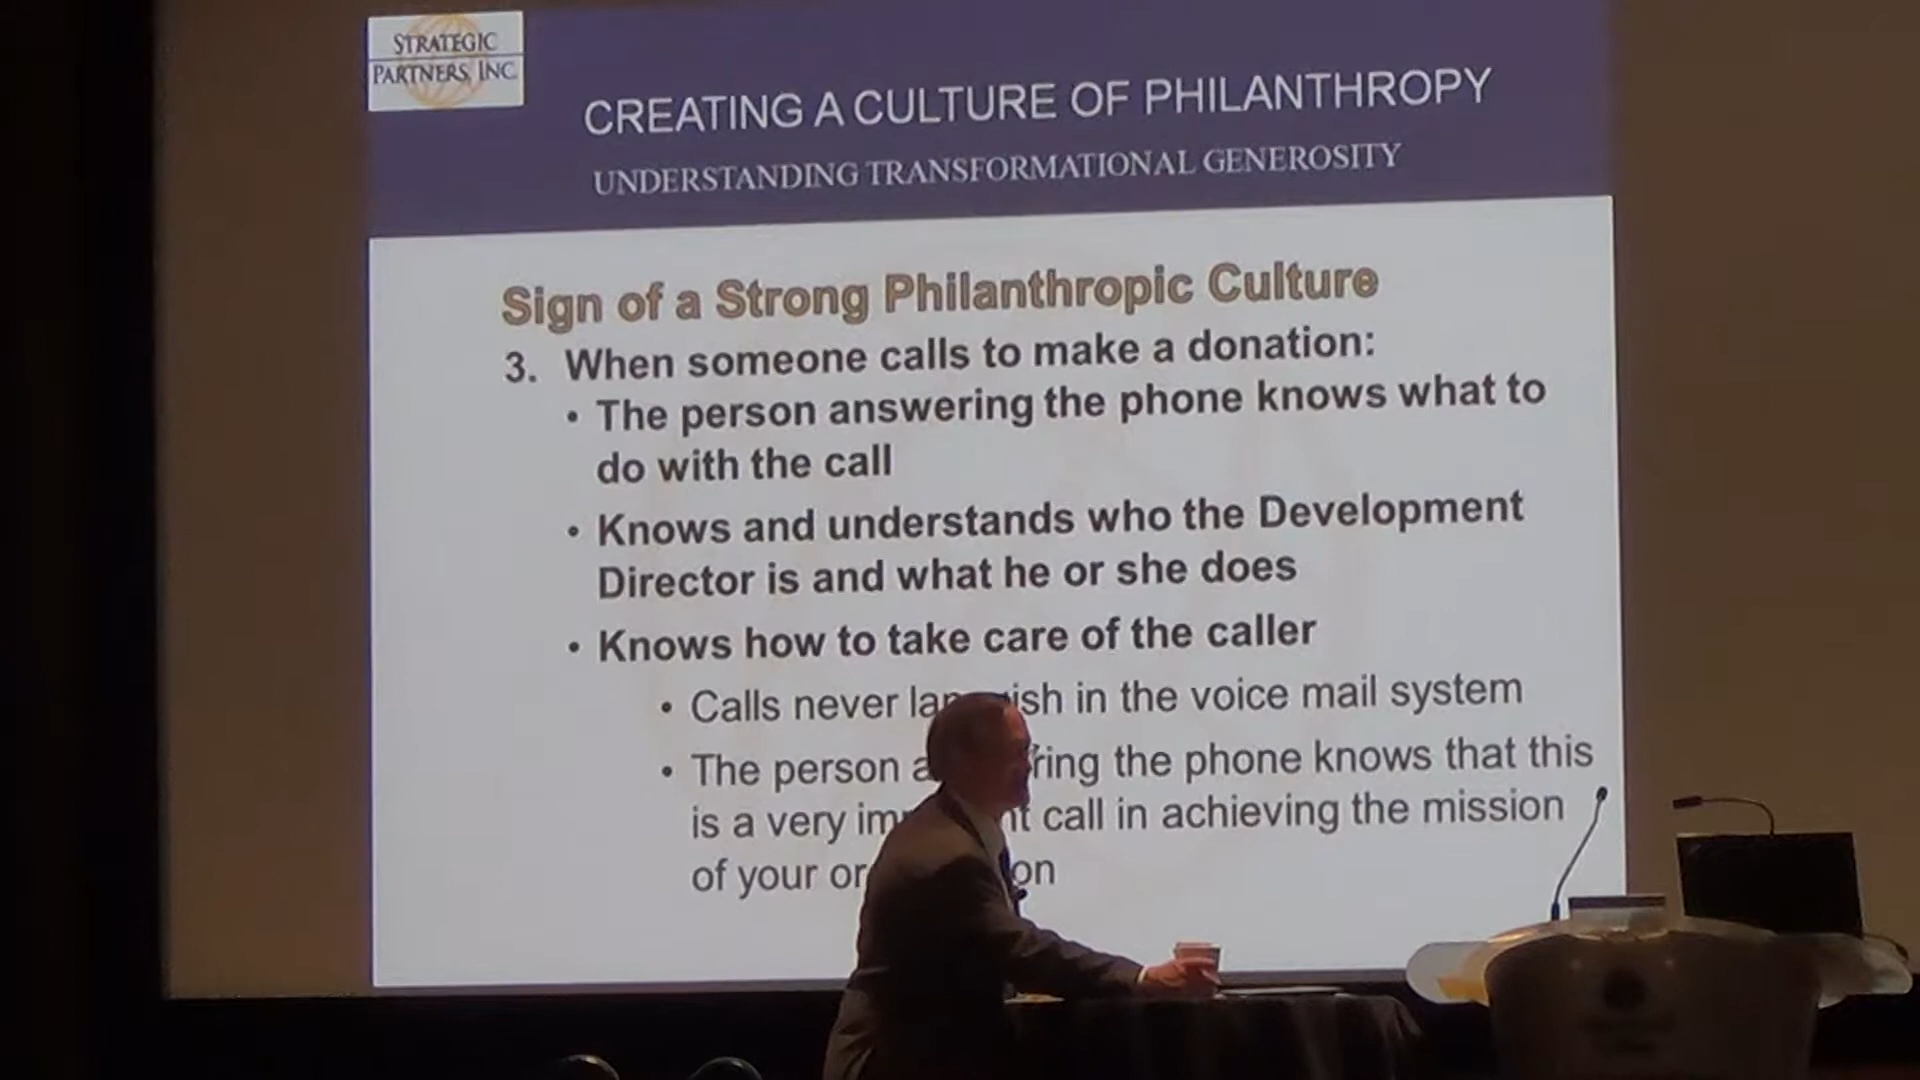 STRATEGIC
PARTNERS, INC.
CREATING A CULTURE OF PHILANTHROPY
UNDERSTANDING TRANSFORMATIONAL GENEROSITY
Sign of a Strong Philanthropic Culture
3. When someone calls to make a donation:
• The person answering the phone knows what to
do with the call
• Knows and understands who the Development
Director is and what he or she does
• Knows how to take care of the caller
• Calls never in the voice mail system
• The person the phone knows that this
is a very call in achieving the mission
of your